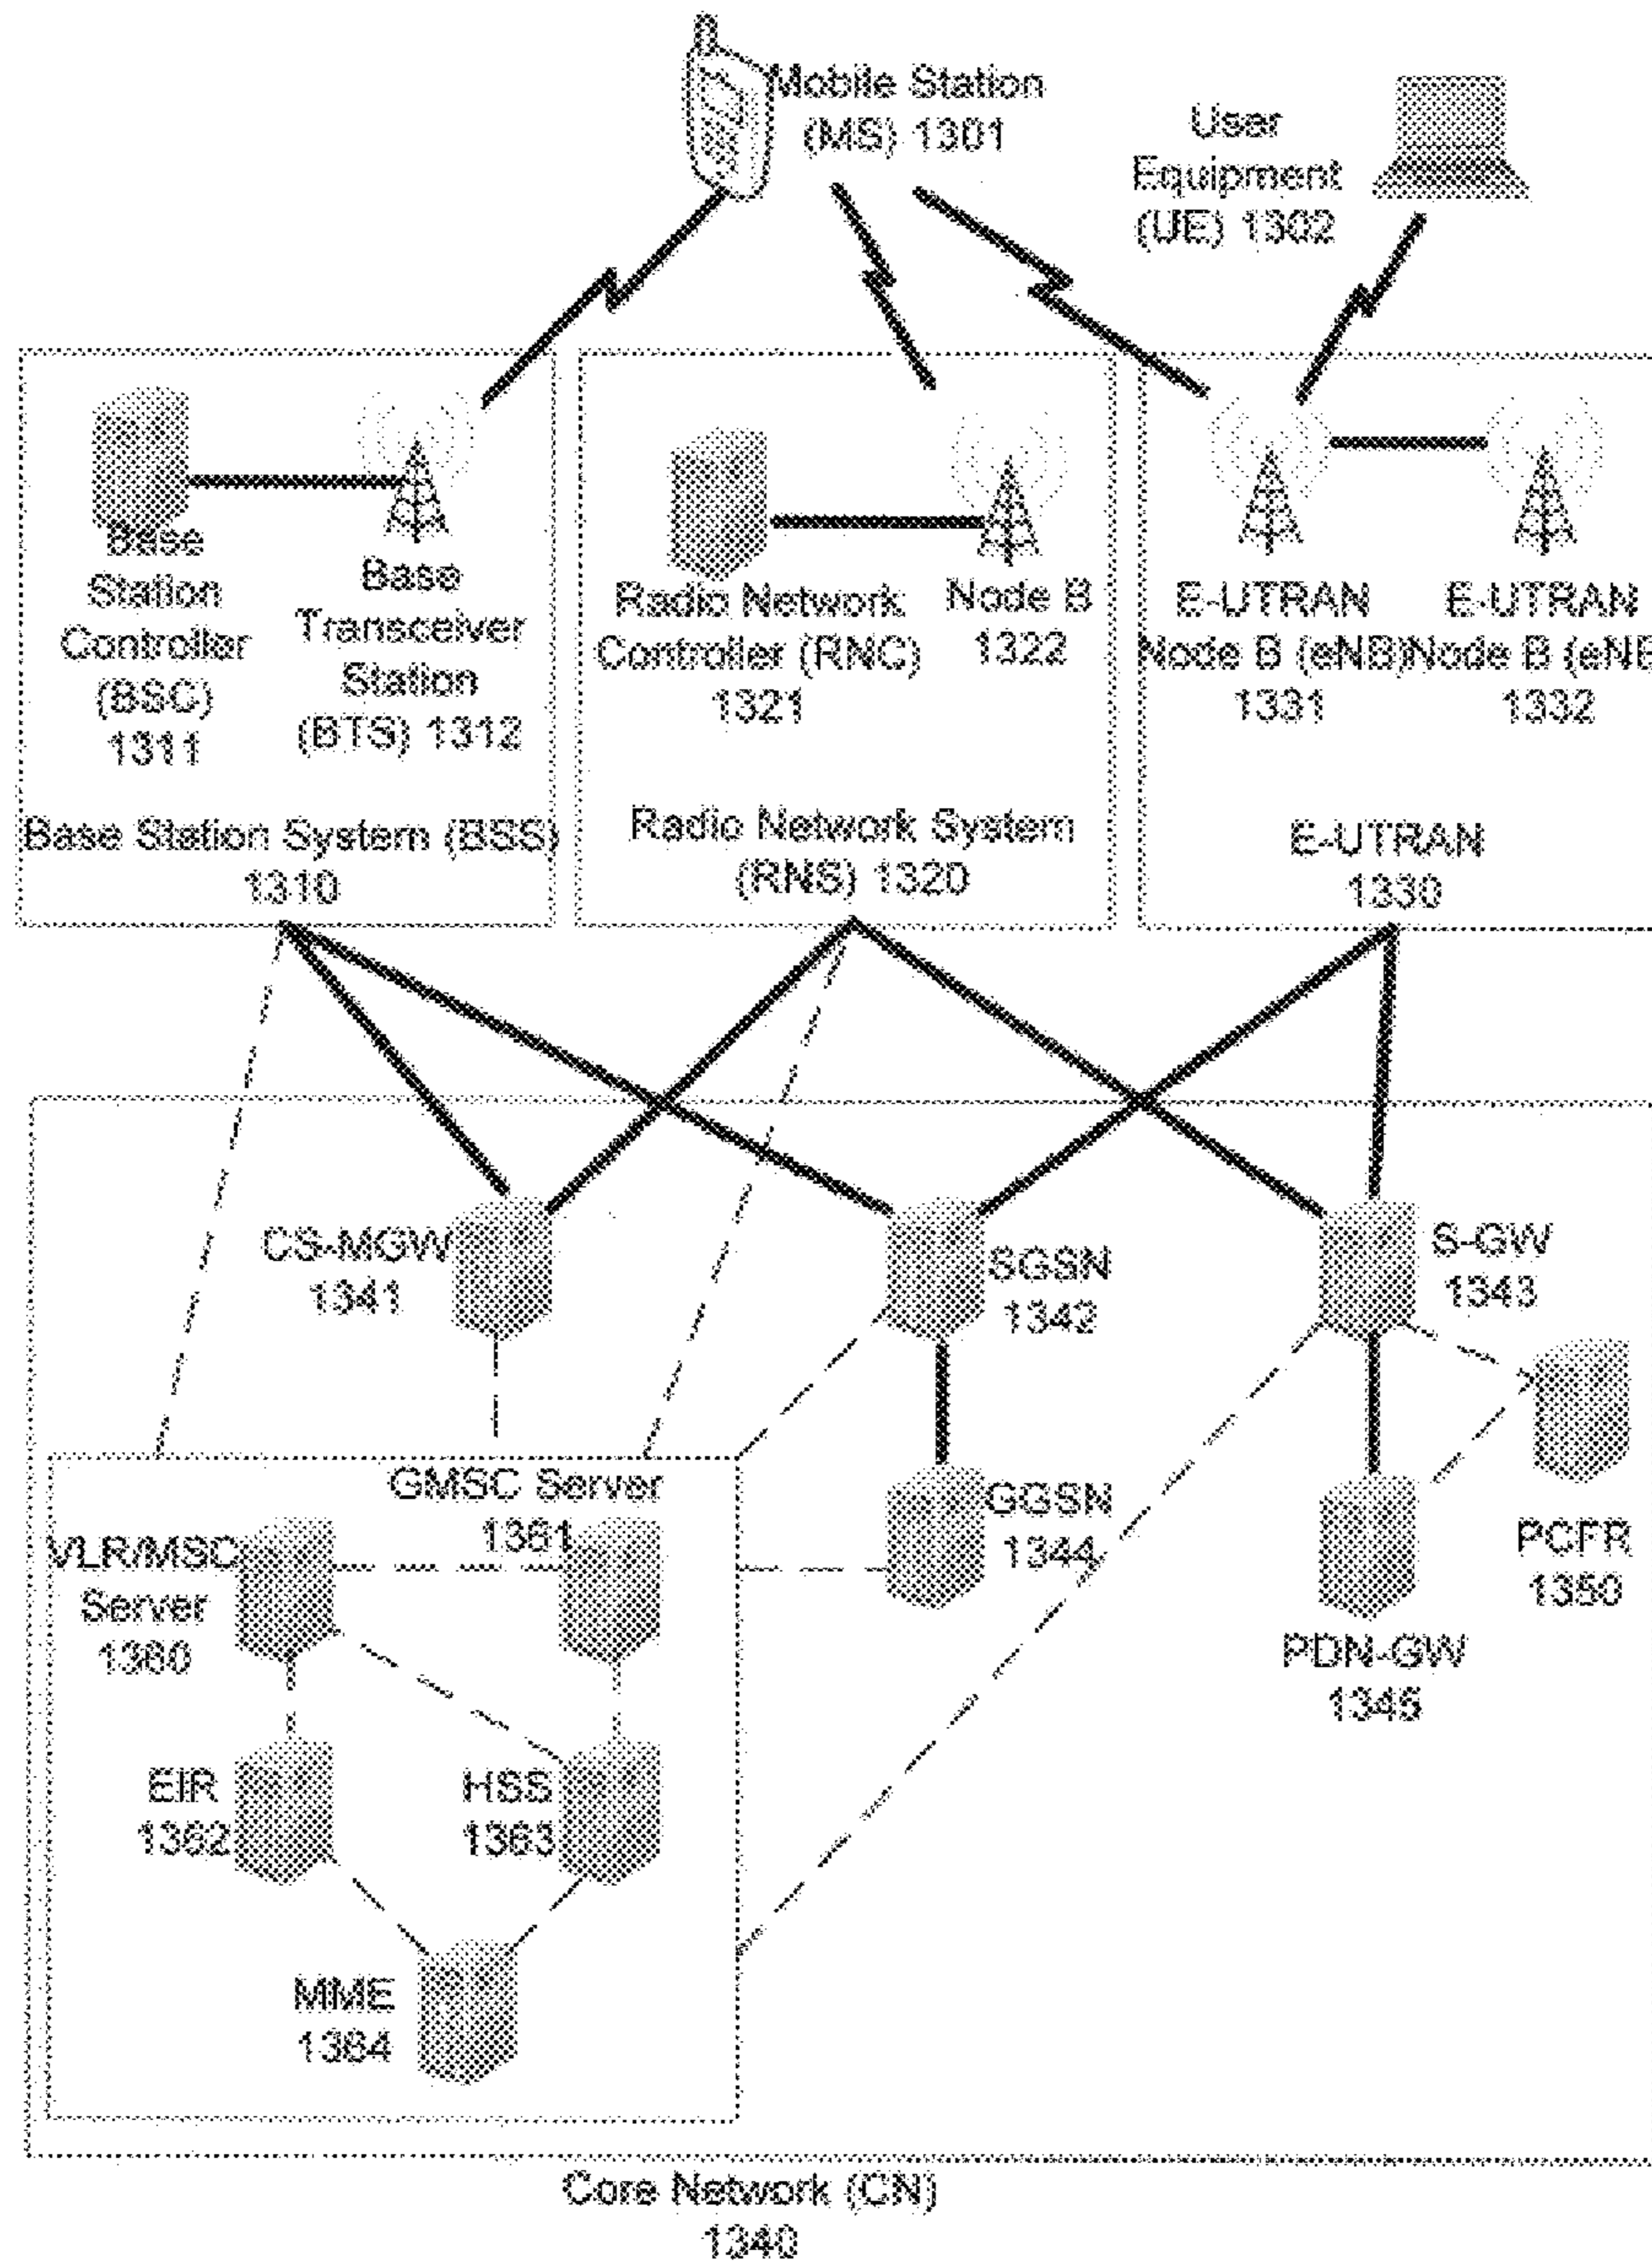 Mobile Station
(MS) 1301
User
Equipment
(UE) 1302
Base
Station
Controller
(BSC)
1311
Base
Transceiver
Station
(BTS) 1312
Base Station System (BSS)
1310
Radio Network
Controller (RNC)
1321
Node B
1322
Radio Network System
(RNS) 1320
E-UTRAN
Node B (eNB)
1331
E-UTRAN
Node B (eNB
1332
E-UTRAN
1330
CS-MGW
1341
SGSN
1342
S-GW
1343
GMSC Server
1361
VLR/MSC
Server
1360
GGSN
1344
PCFR
1350
PDN-GW
1345
EIR
1362
HSS
1363
MME
1364
Core Network (CN)
1340